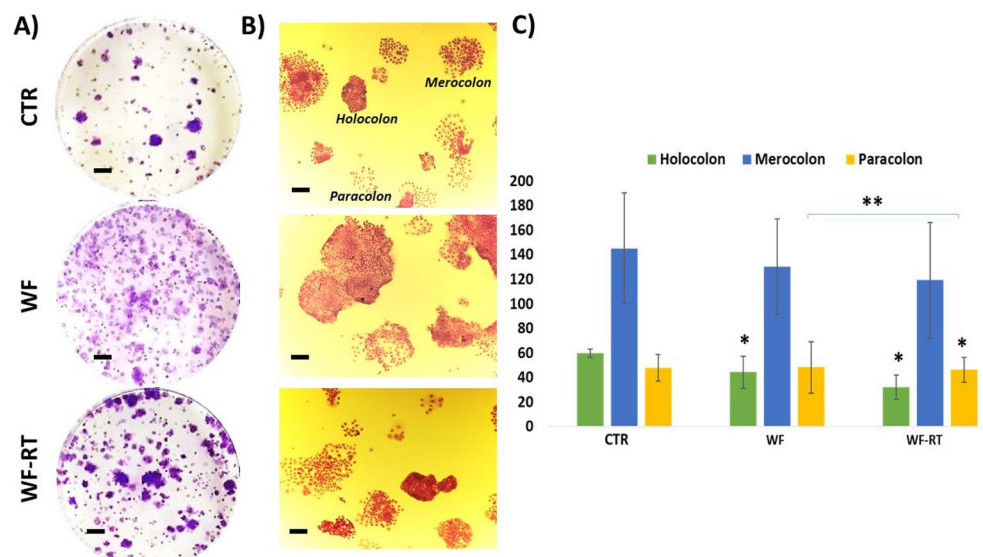 A)
B)
C)
CTR
WF
WF-RT
Merocolon
Holocolon
Paracolon
Holocolon Merocolon Paracolon
200
180
160
140
120
100
80
60
40
20
0
**
*
*
*
CTR WF WF-RT